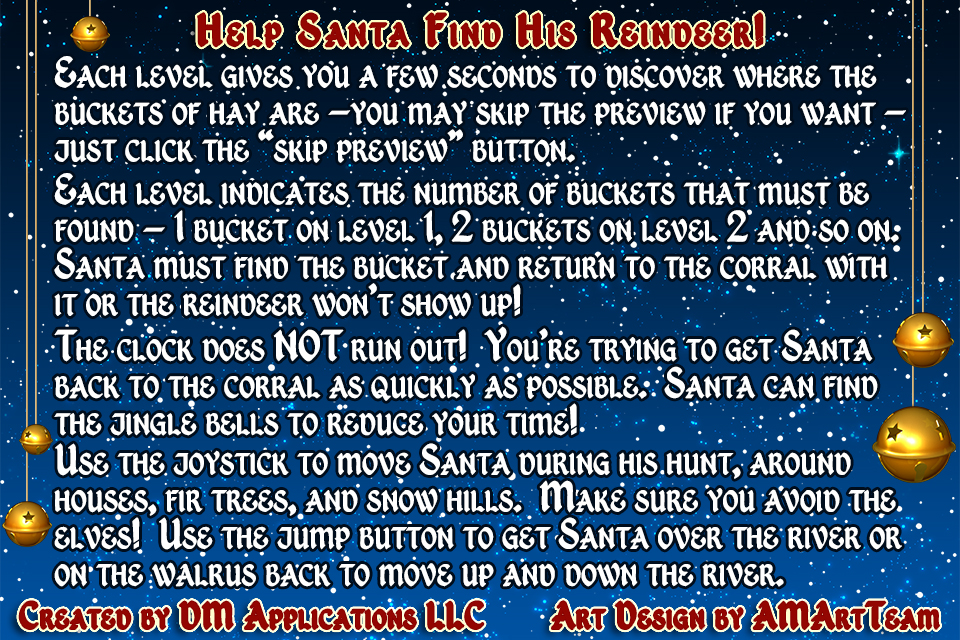 Help Santa Find His Reindeer!
Each level gives you a few seconds to discover where the
buckets of hay are –you may skip the preview if you want –
just click the “skip preview” button.
Each level indicates the number of buckets that must be
found – 1 bucket on level 1, 2 buckets on level 2 and so on.
Santa must find the bucket and return to the corral with
it or the reindeer won’t show up!
The clock does NOT run out! You’re trying to get Santa
back to the corral as quickly as possible. Santa can find
the jingle bells to reduce your time!
Use the joystick to move Santa during his hunt, around
houses, fir trees, and snow hills. Make sure you avoid the
elves! Use the jump button to get Santa over the river or
on the walrus back to move up and down the river.
Created by DM Applications LLC
Art Design by AMArtTeam